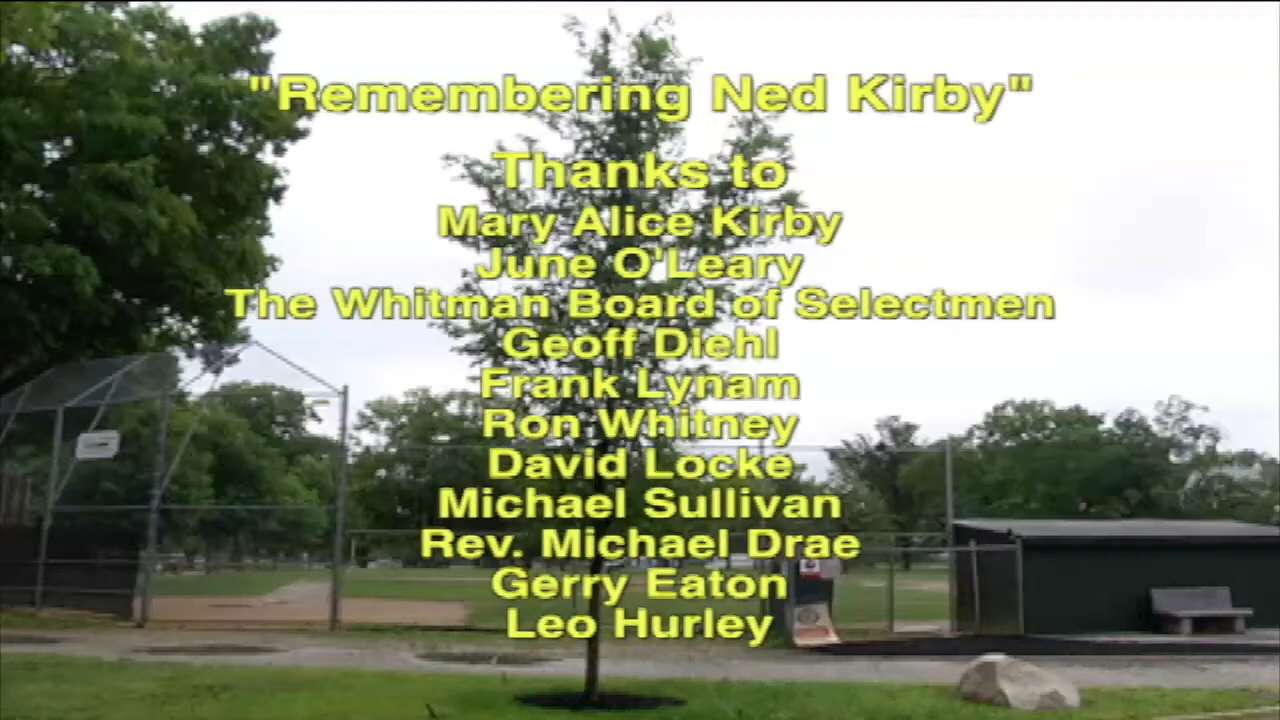 "Remembering Ned Kirby"
Thanks to
Mary Alice Kirby
June O'Leary
The Whitman Board of Selectmen
Geoff Diehl
Frank Lynam
Ron Whitney
David Locke
Michael Sullivan
Rev. Michael Drae
Gerry Eaton
Leo Hurley